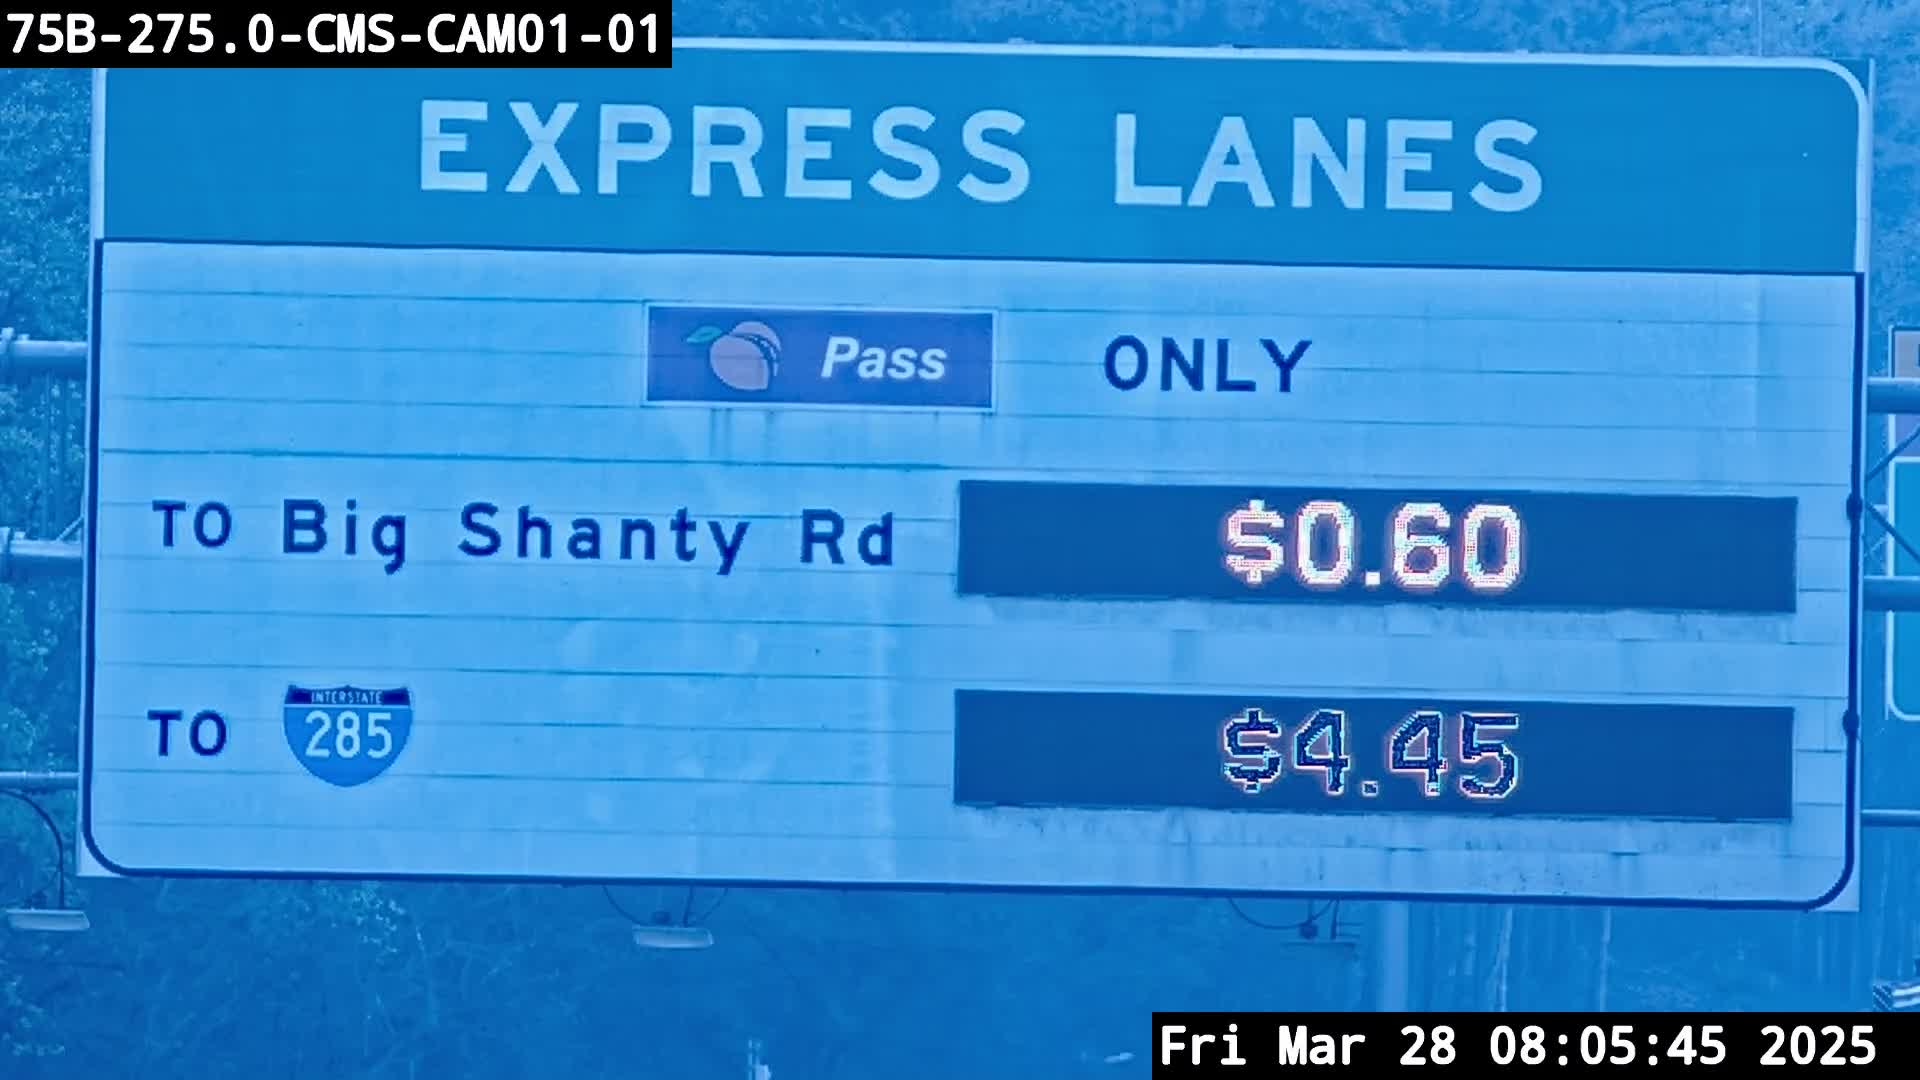 75B-275.0-CMS-CAM01-01
EXPRESS LANES
Pass ONLY
TO Big Shanty Rd $0.60
TO INTERSTATE 285 $4.45
Fri Mar 28 08:05:45 2025